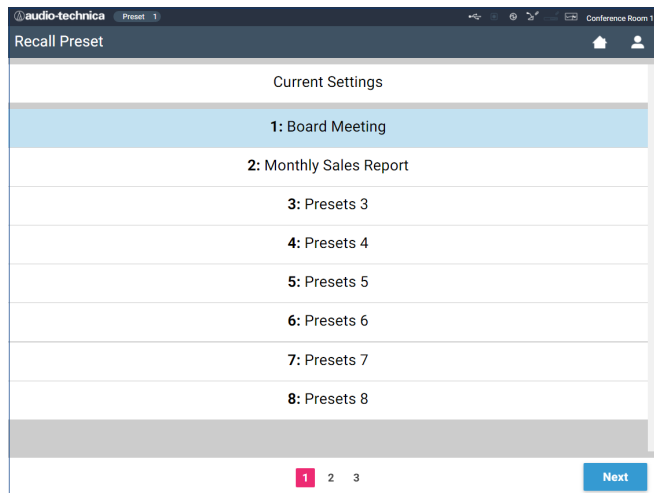 audio-technica Preset 1 Conference Room 1
Recall Preset
Current Settings
1: Board Meeting
2: Monthly Sales Report
3: Presets 3
4: Presets 4
5: Presets 5
6: Presets 6
7: Presets 7
8: Presets 8
1 2 3 Next